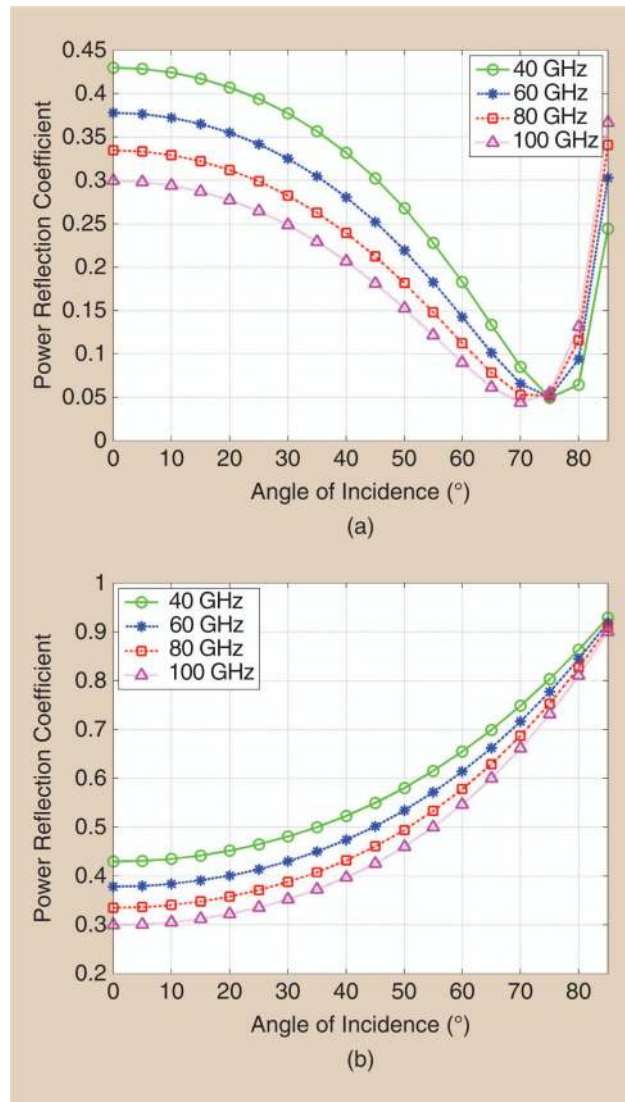 0.45
0.4
0.35
0.3
0.25
0.2
0.15
0.1
0.05
0
Power Reflection Coefficient
40 GHz
60 GHz
80 GHz
100 GHz
0 10 20 30 40 50 60 70 80
Angle of Incidence (°)
(a)
1
0.9
0.8
0.7
0.6
0.5
0.4
0.3
0.2
Power Reflection Coefficient
40 GHz
60 GHz
80 GHz
100 GHz
0 10 20 30 40 50 60 70 80
Angle of Incidence (°)
(b)